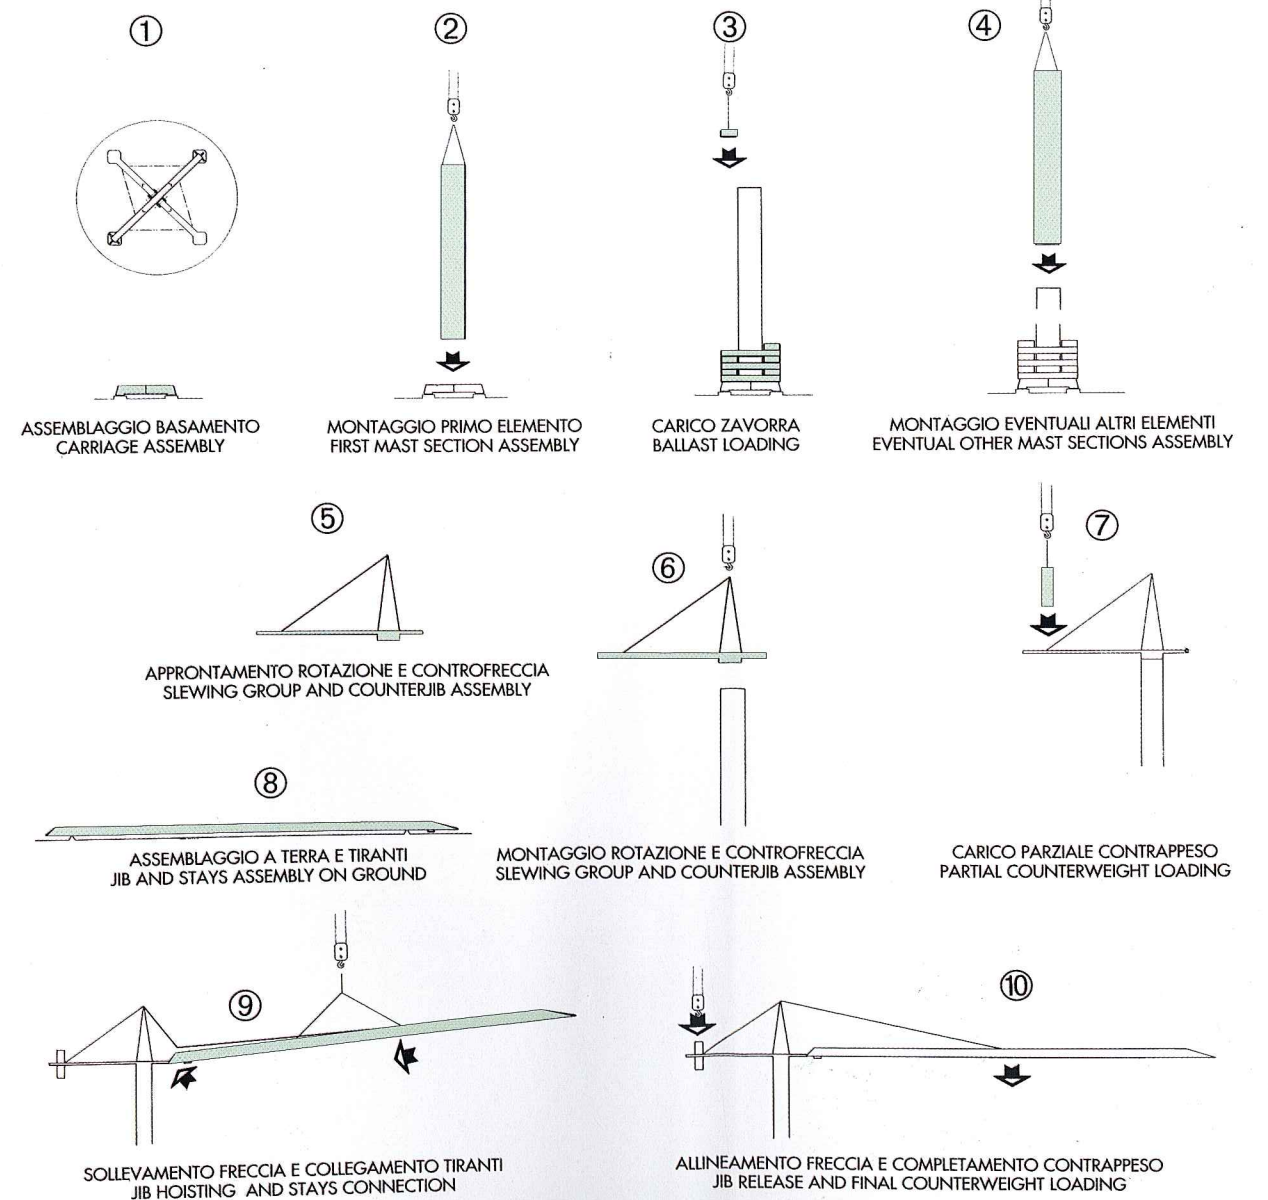 ①
ASSEMBLAGGIO BASAMENTO
CARRIAGE ASSEMBLY
②
MONTAGGIO PRIMO ELEMENTO
FIRST MAST SECTION ASSEMBLY
③
CARICO ZAVORRA
BALLAST LOADING
④
MONTAGGIO EVENTUALI ALTRI ELEMENTI
EVENTUAL OTHER MAST SECTIONS ASSEMBLY
⑤
APPRONTAMENTO ROTAZIONE E CONTROFRECCIA
SLEWING GROUP AND COUNTERJIB ASSEMBLY
⑥
MONTAGGIO ROTAZIONE E CONTROFRECCIA
SLEWING GROUP AND COUNTERJIB ASSEMBLY
⑦
CARICO PARZIALE CONTRAPPESO
PARTIAL COUNTERWEIGHT LOADING
⑧
ASSEMBLAGGIO A TERRA E TIRANTI
JIB AND STAYS ASSEMBLY ON GROUND
⑨
SOLLEVAMENTO FRECCIA E COLLEGAMENTO TIRANTI
JIB HOISTING AND STAYS CONNECTION
⑩
ALLINEAMENTO FRECCIA E COMPLETAMENTO CONTRAPPESO
JIB RELEASE AND FINAL COUNTERWEIGHT LOADING